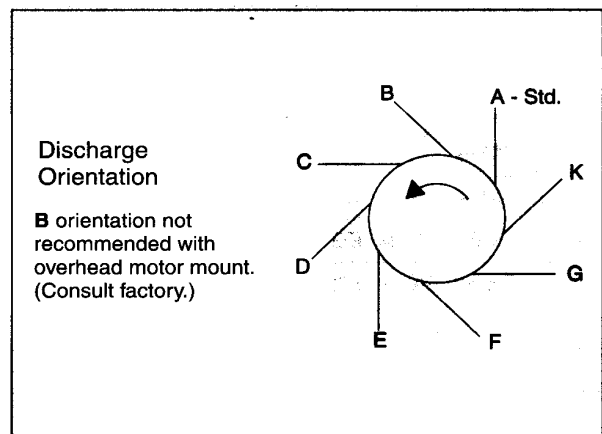 Discharge
Orientation
B orientation not
recommended with
overhead motor mount.
(Consult factory.)
A - Std.
B
C
D
E
F
G
K